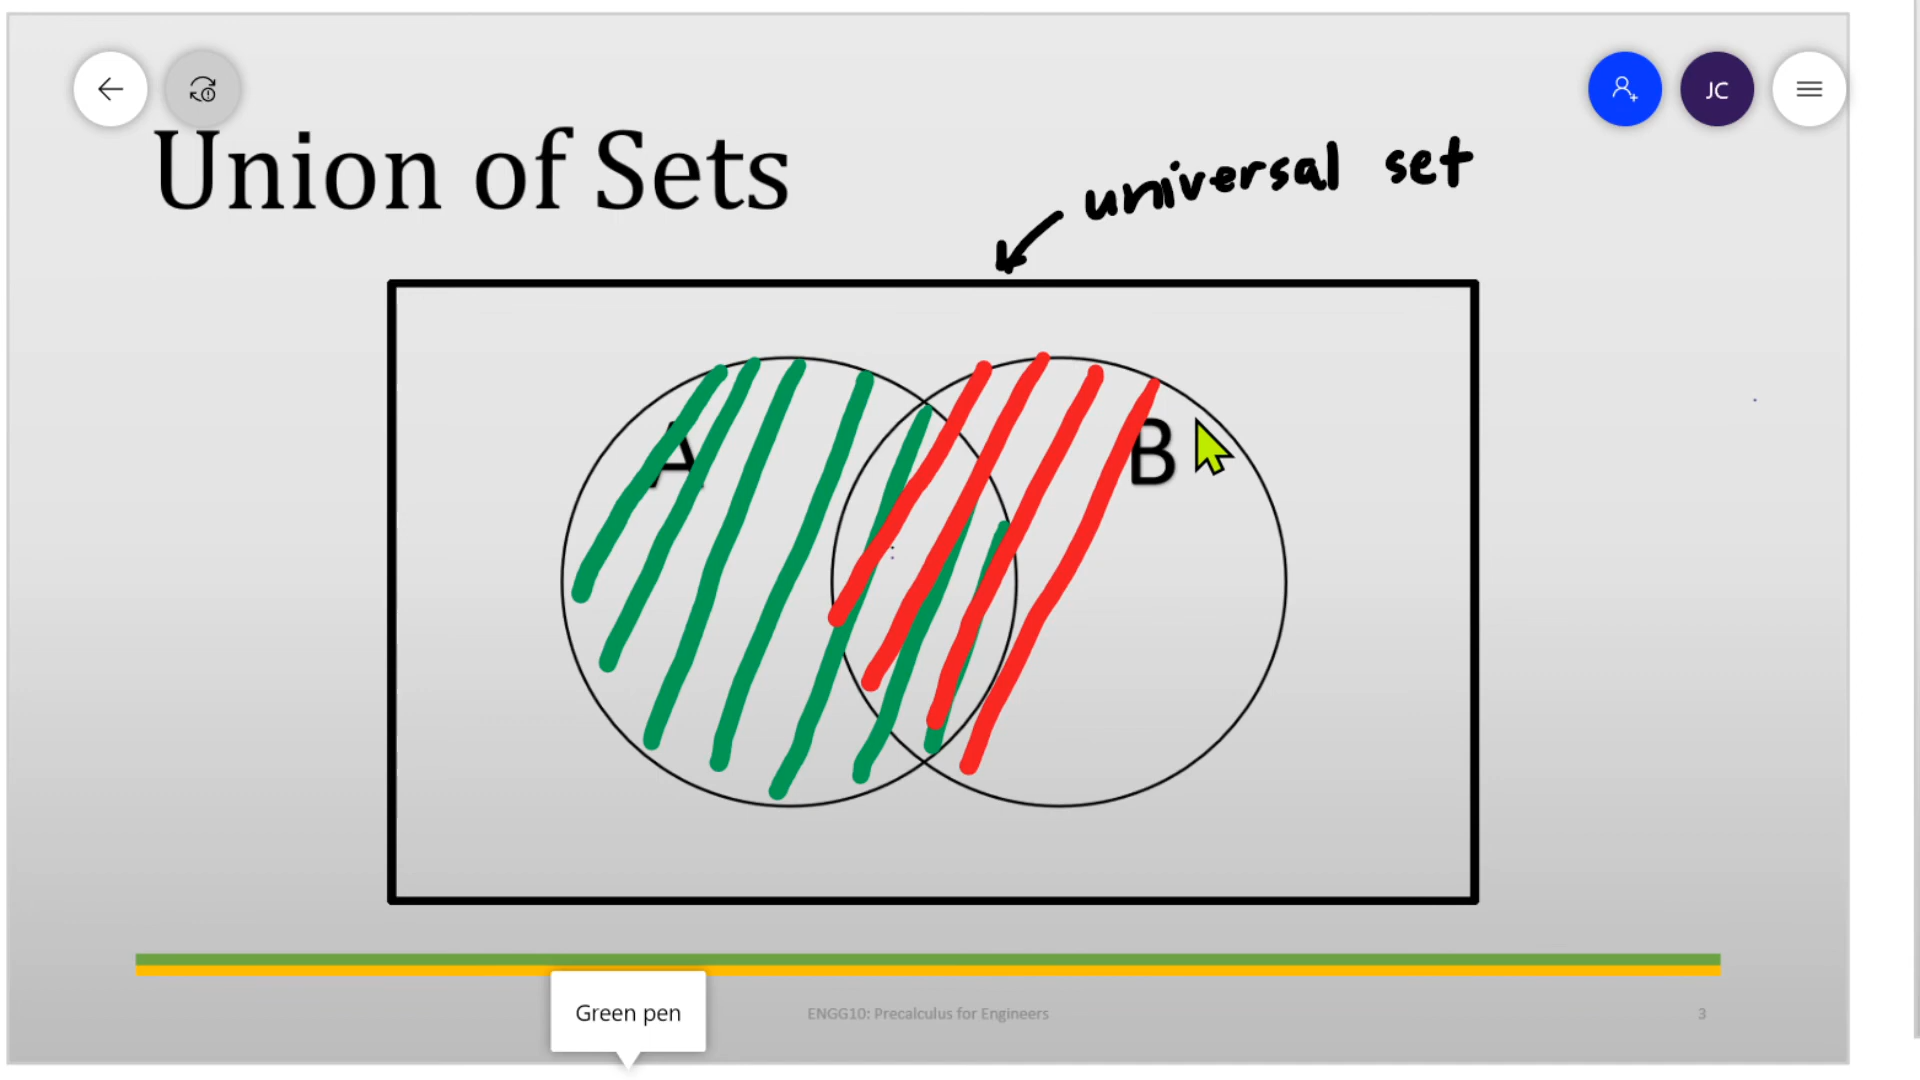 JC
Union of Sets
universal set
A
B
Green pen
ENGG10: Precalculus for Engineers
3